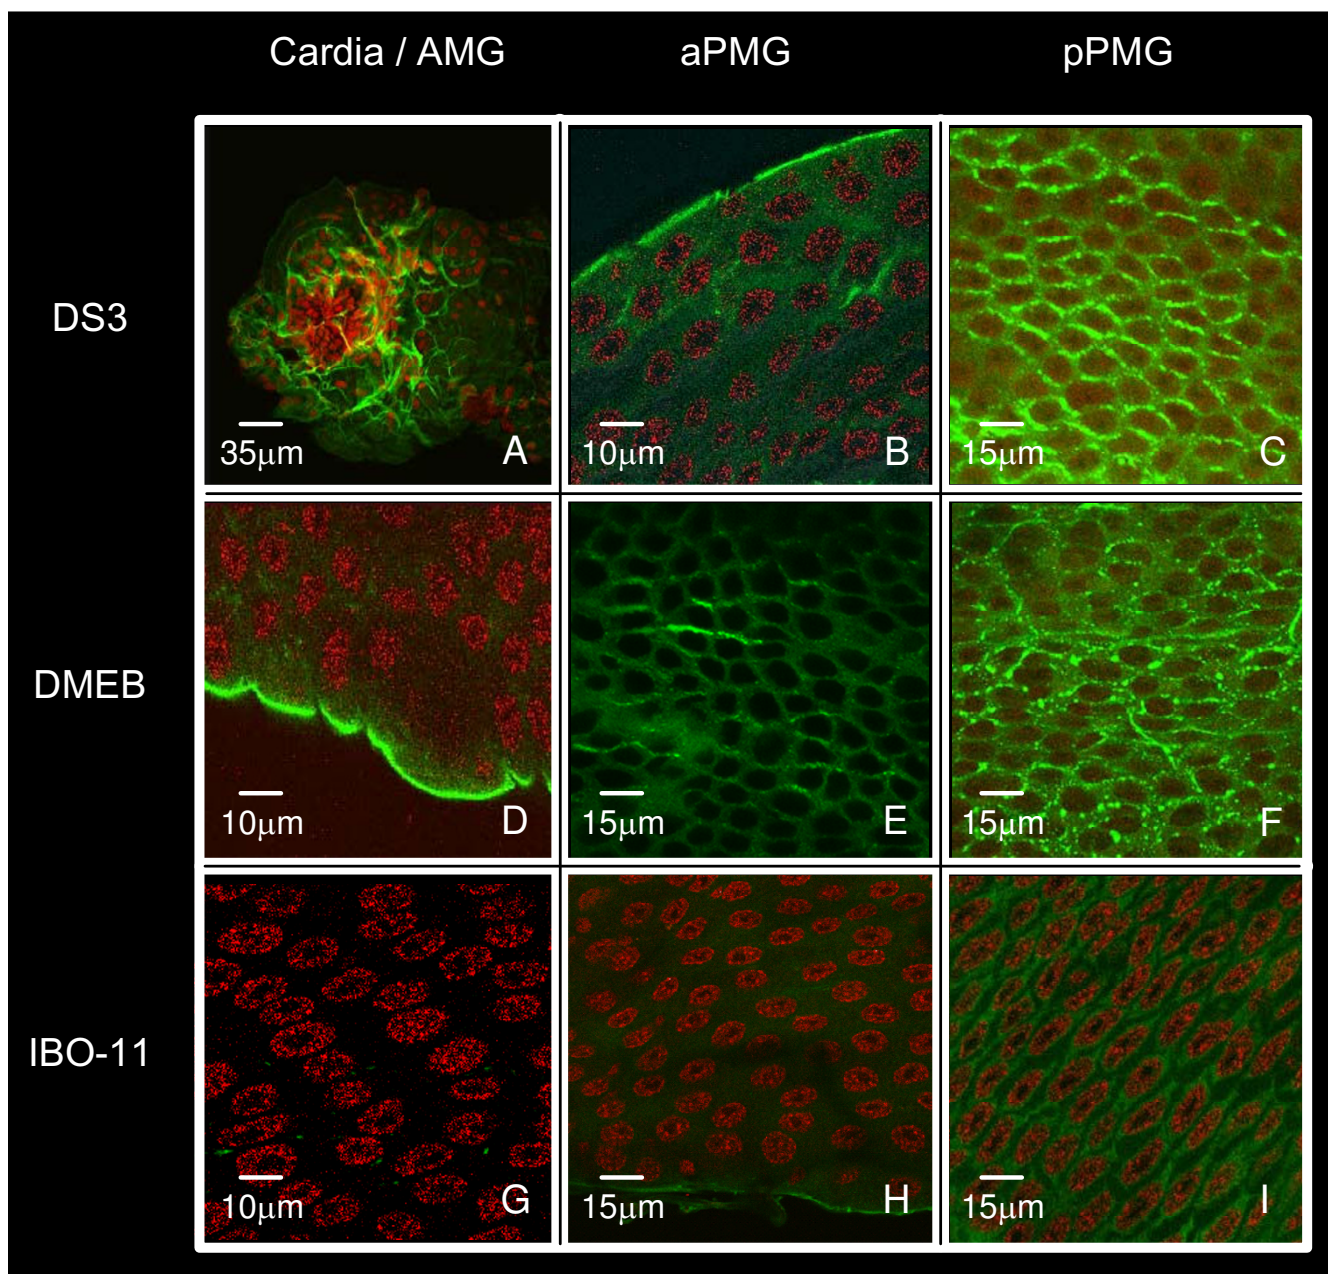 Cardia / AMG aPMG pPMG
DS3
35μm A
10μm B
15μm C
DMEB
10μm D
15μm E
15μm F
IBO-11
10μm G
15μm H
15μm I